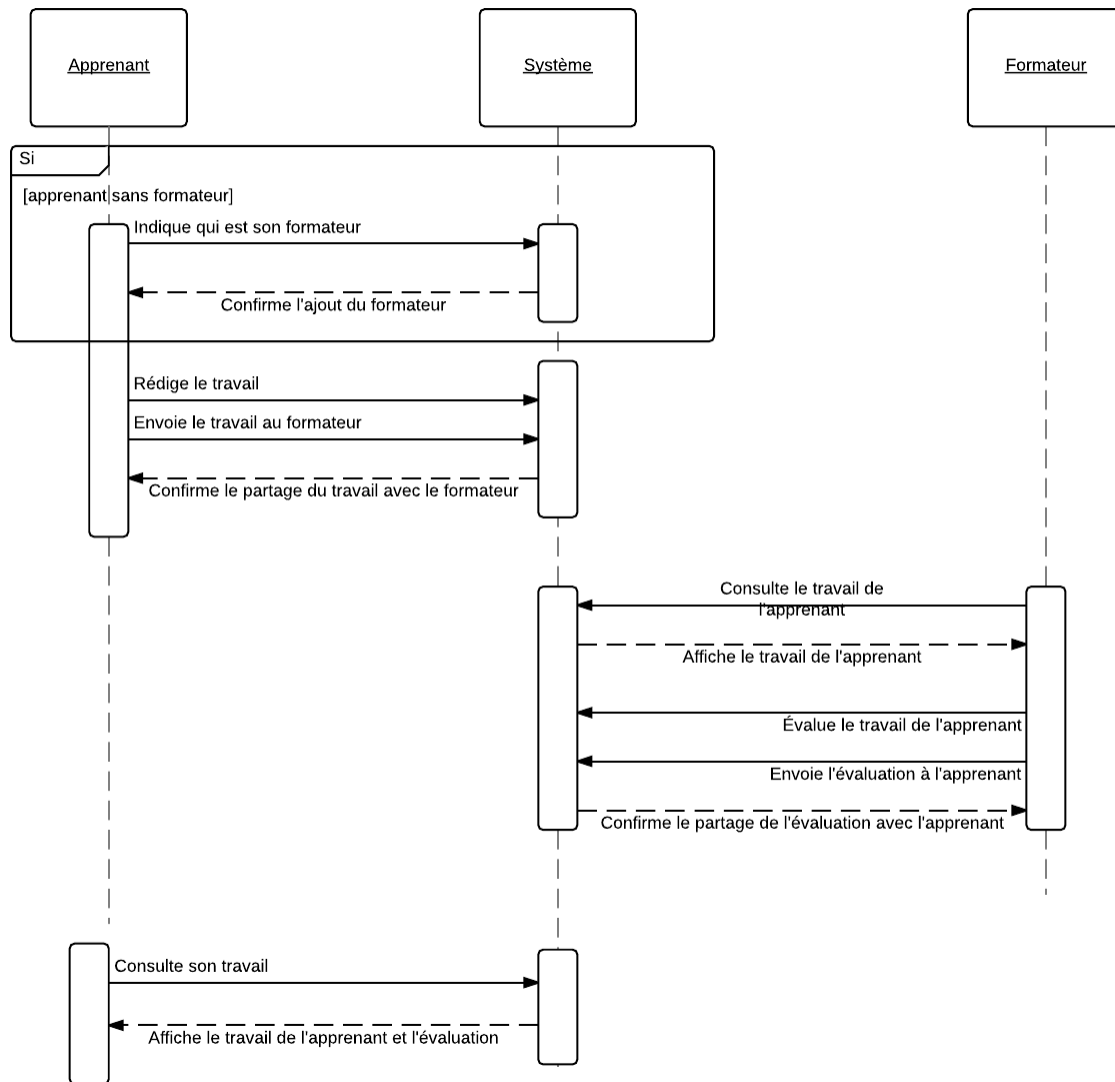 Apprenant
Système
Formateur
Si
[apprenant sans formateur]
Indique qui est son formateur
Confirme l'ajout du formateur
Rédige le travail
Envoie le travail au formateur
Confirme le partage du travail avec le formateur
Consulte le travail de
l'apprenant
Affiche le travail de l'apprenant
Évalue le travail de l'apprenant
Envoie l'évaluation à l'apprenant
Confirme le partage de l'évaluation avec l'apprenant
Consulte son travail
Affiche le travail de l'apprenant et l'évaluation